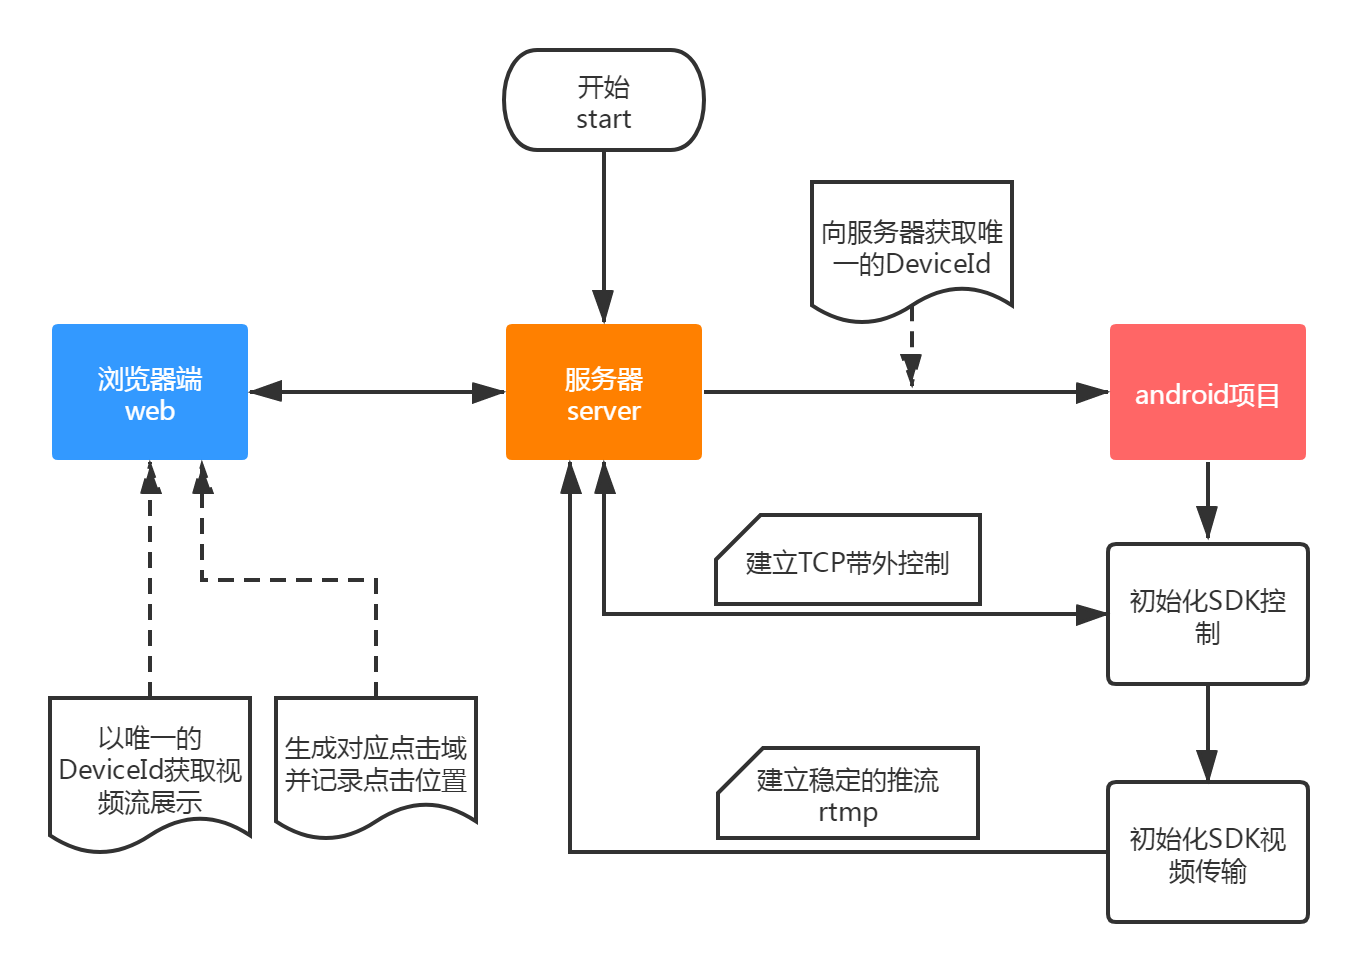 开始
start
向服务器获取唯
一的DeviceId
浏览器端
web
服务器
server
android项目
建立TCP带外控制
初始化SDK控
制
以唯一的
DeviceId获取视
频流展示
生成对应点击域
并记录点击位置
建立稳定的推流
rtmp
初始化SDK视
频传输